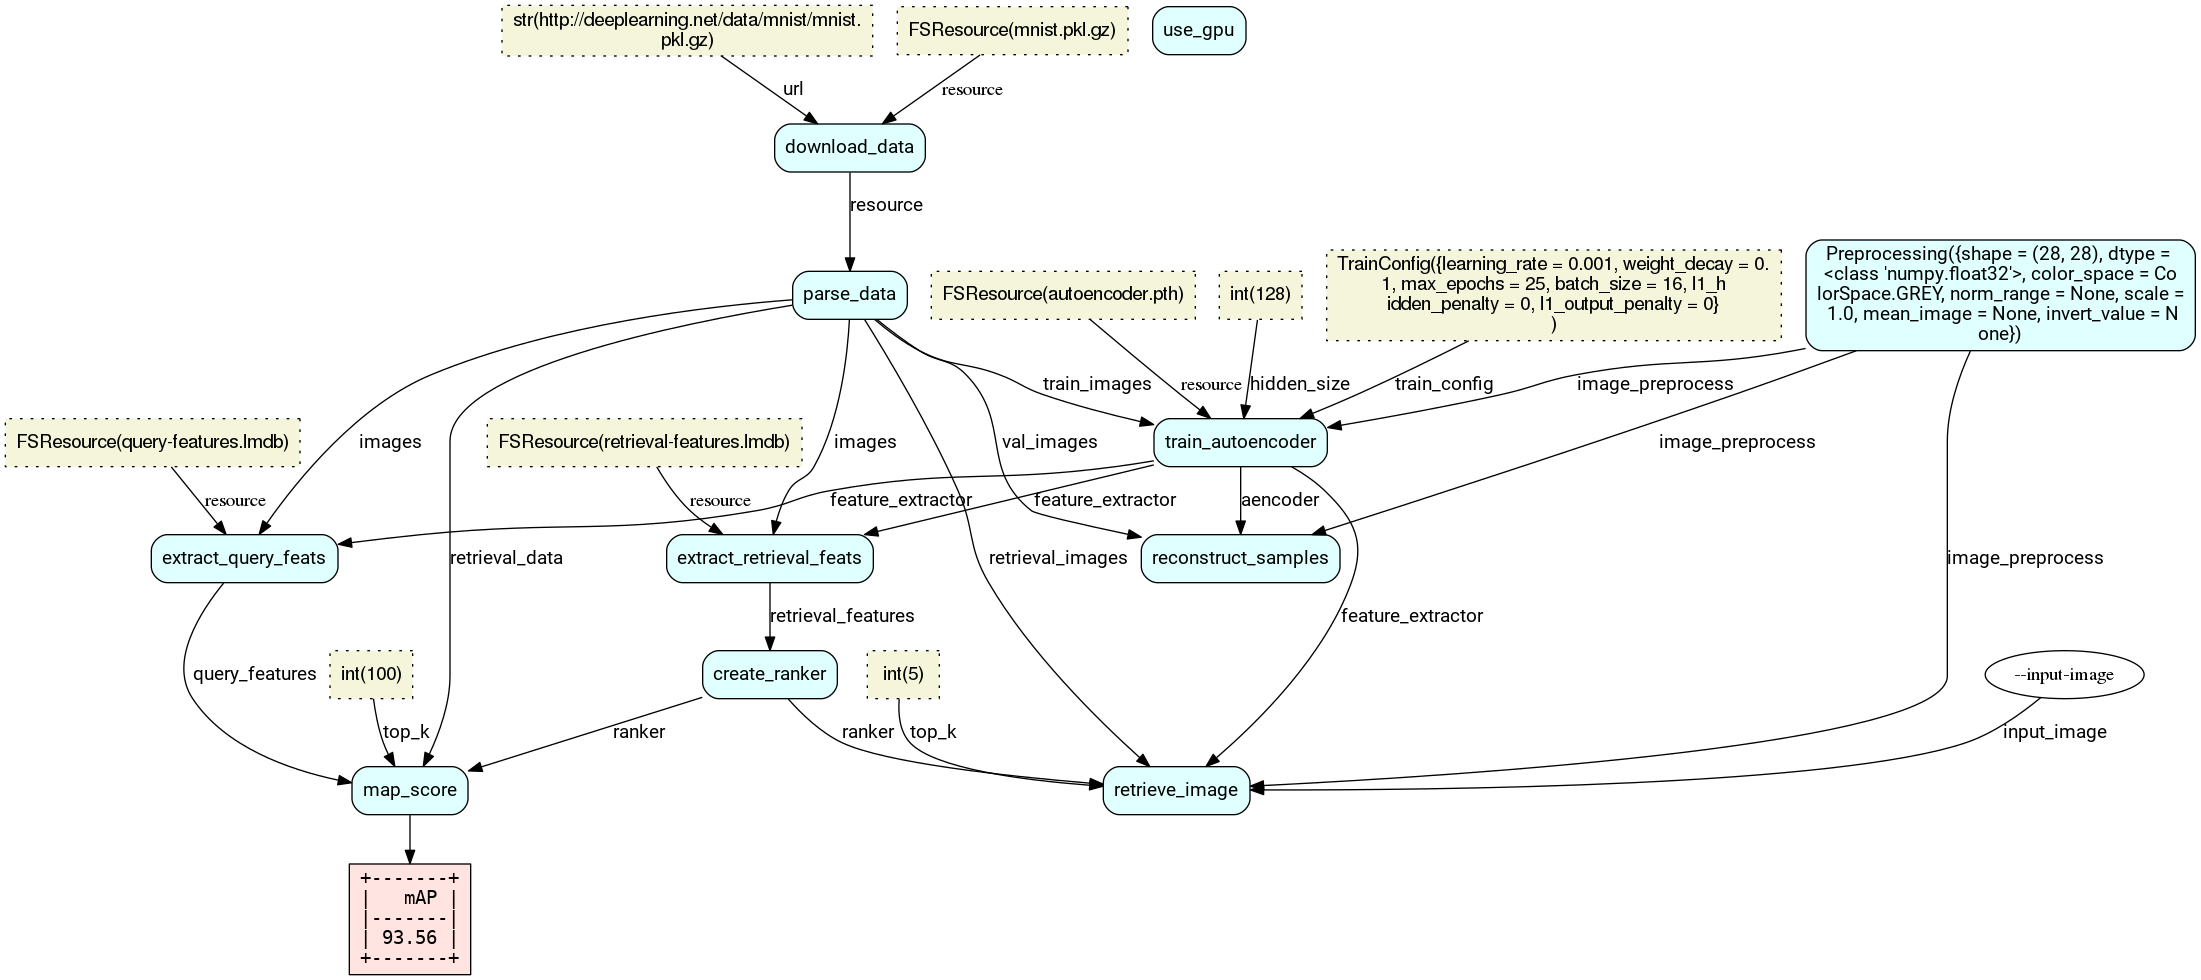 str(http://deeplearning.net/data/mnist/mnist.
pkl.gz)
FSResource(mnist.pkl.gz)
use_gpu
url
resource
download_data
resource
parse_data
FSResource(autoencoder.pth)
int(128)
TrainConfig({learning_rate = 0.001, weight_decay = 0.
1, max_epochs = 25, batch_size = 16, l1_h
idden_penalty = 0, l1_output_penalty = 0}
)
Preprocessing({shape = (28, 28), dtype =
<class 'numpy.float32'>, color_space = Co
lorSpace.GREY, norm_range = None, scale =
1.0, mean_image = None, invert_value = N
one})
train_images
resource
hidden_size
train_config
image_preprocess
FSResource(query-features.lmdb)
images
FSResource(retrieval-features.lmdb)
images
val_images
train_autoencoder
image_preprocess
resource
resource
feature_extractor
feature_extractor
aencoder
extract_query_feats
retrieval_data
extract_retrieval_feats
retrieval_images
reconstruct_samples
image_preprocess
retrieval_features
feature_extractor
query_features
int(100)
create_ranker
int(5)
--input-image
top_k
ranker
ranker
top_k
input_image
map_score
retrieve_image
+-------+
|   mAP |
|-------|
| 93.56 |
+-------+